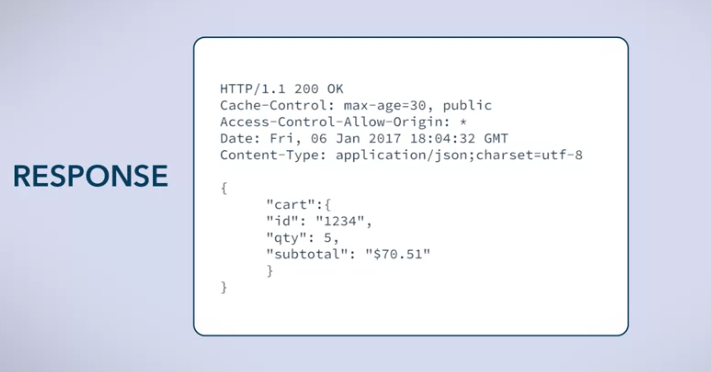 RESPONSE
HTTP/1.1 200 OK
Cache-Control: max-age=30, public
Access-Control-Allow-Origin: *
Date: Fri, 06 Jan 2017 18:04:32 GMT
Content-Type: application/json;charset=utf-8
{
"cart":{
"id": "1234",
"qty": 5,
"subtotal": "$70.51"
}
}